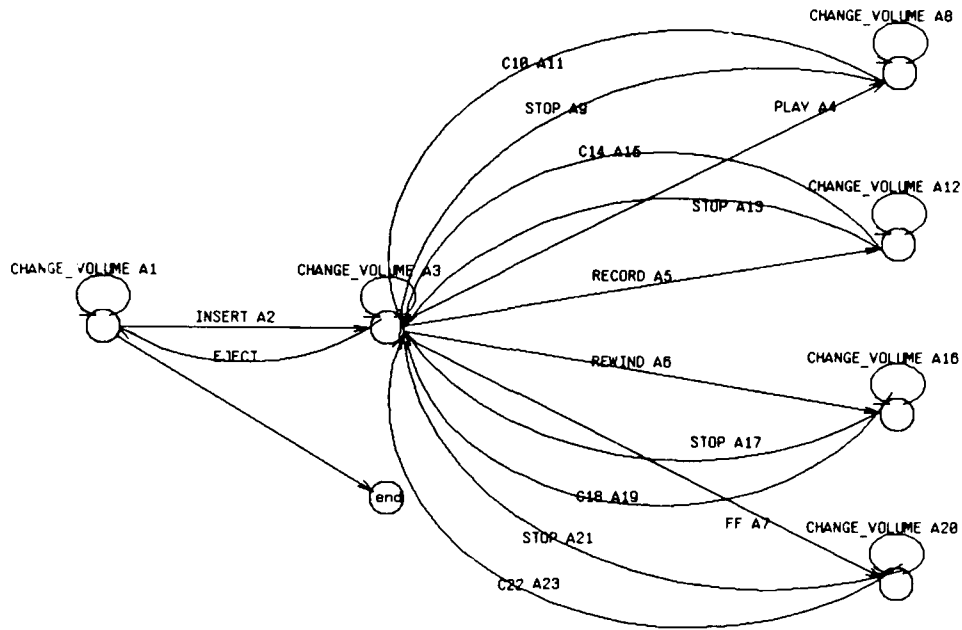 CHANGE_VOLUME A8
C10 A11
STOP A9
PLAY A4
C14 A15
CHANGE_VOLUME A12
STOP A13
CHANGE_VOLUME A1
CHANGE_VOLUME A3
RECORD A5
INSERT A2
EJECT
REWIND A6
CHANGE_VOLUME A16
STOP A17
C18 A19
end
FF A7
CHANGE_VOLUME A20
STOP A21
C22 A23